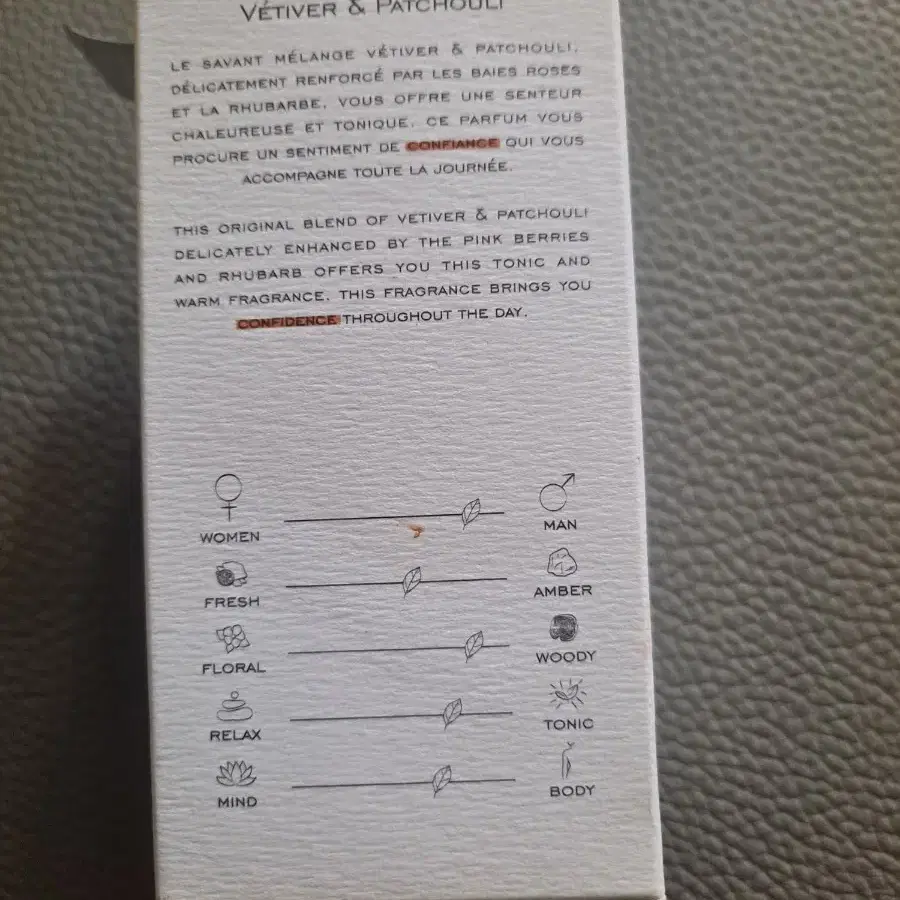 VÉTIVER & PATCHOULI
LE SAVANT MÉLANGE VÉTIVER & PATCHOULI,
DÉLICATEMENT RENFORCÉ PAR LES BAIES ROSES
ET LA RHUBARBE, VOUS OFFRE UNE SENTEUR
CHALEUREUSE ET TONIQUE. CE PARFUM VOUS
PROCURE UN SENTIMENT DE CONFIANCE QUI VOUS
ACCOMPAGNE TOUTE LA JOURNÉE.
THIS ORIGINAL BLEND OF VETIVER & PATCHOULI
DELICATELY ENHANCED BY THE PINK BERRIES
AND RHUBARB OFFERS YOU THIS TONIC AND
WARM FRAGRANCE. THIS FRAGRANCE BRINGS YOU
CONFIDENCE THROUGHOUT THE DAY.
WOMEN MAN
FRESH AMBER
FLORAL WOODY
RELAX TONIC
MIND BODY